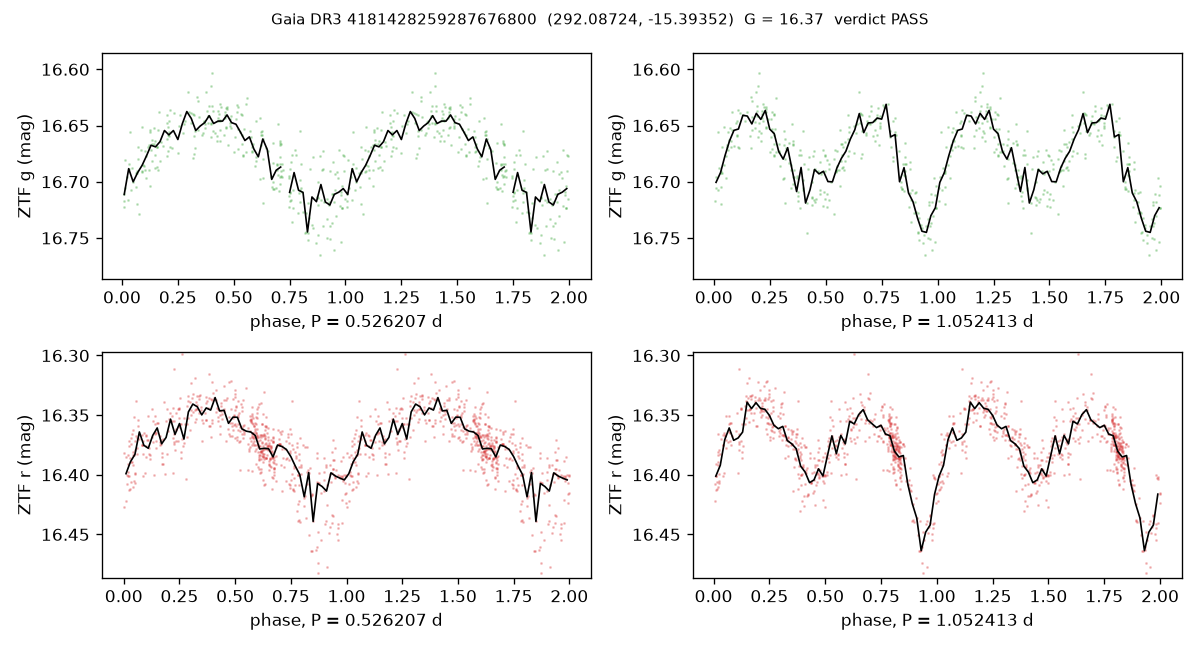 Gaia DR3 4181428259287676800  (292.08724, -15.39352)  G = 16.37  verdict PASS
16.60
16.65
16.70
16.75
ZTF g (mag)
0.00 0.25 0.50 0.75 1.00 1.25 1.50 1.75 2.00
phase, P = 0.526207 d
16.60
16.65
16.70
16.75
ZTF g (mag)
0.00 0.25 0.50 0.75 1.00 1.25 1.50 1.75 2.00
phase, P = 1.052413 d
16.30
16.35
16.40
16.45
ZTF r (mag)
0.00 0.25 0.50 0.75 1.00 1.25 1.50 1.75 2.00
phase, P = 0.526207 d
16.30
16.35
16.40
16.45
ZTF r (mag)
0.00 0.25 0.50 0.75 1.00 1.25 1.50 1.75 2.00
phase, P = 1.052413 d